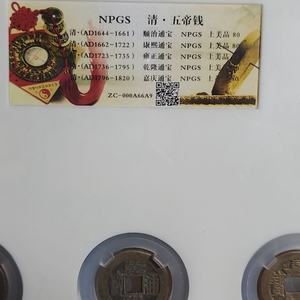 NPGS 清·五帝钱
清·(AD1644-1661) 顺治通宝 NPGS 上美品 80
清·(AD1662-1722) 康熙通宝 NPGS 上美品 80
清·(AD1723-1735) 雍正通宝 NPGS 上美品
清·(AD1736-1795) 乾隆通宝 NPGS 上美品
清·(AD1796-1820) 嘉庆通宝 NPGS 上美品
ZC-000A66A9